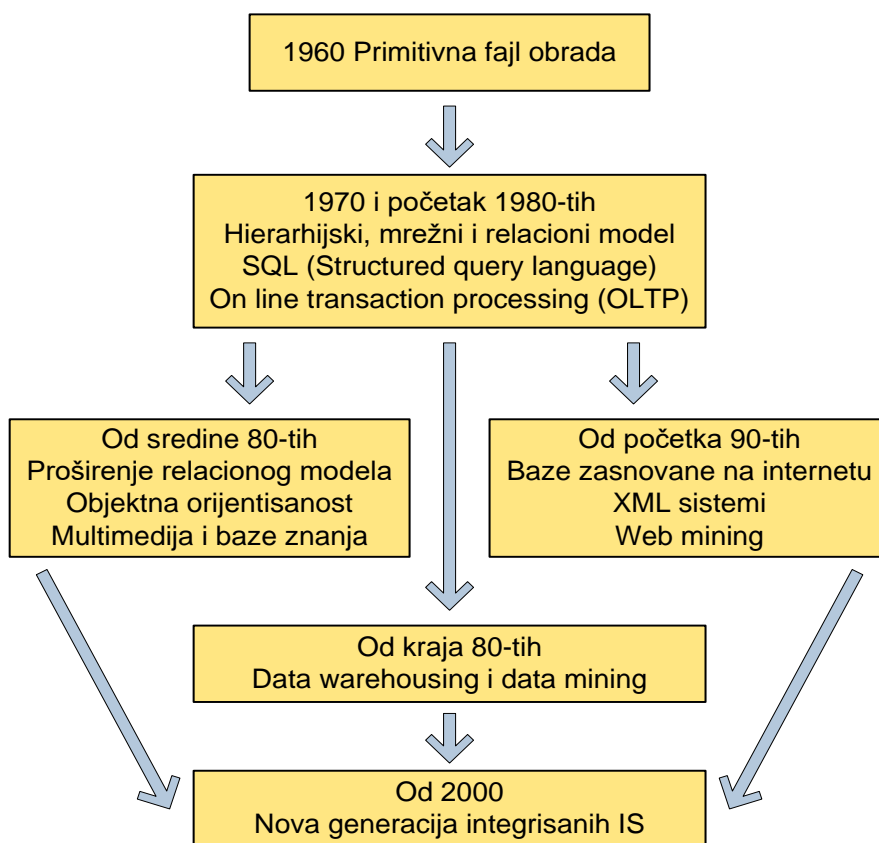 1960 Primitivna fajl obrada
1970 i početak 1980-tih
Hierarhijski, mrežni i relacioni model
SQL (Structured query language)
On line transaction processing (OLTP)
Od sredine 80-tih
Proširenje relacionog modela
Objektna orijentisanost
Multimedija i baze znanja
Od početka 90-tih
Baze zasnovane na internetu
XML sistemi
Web mining
Od kraja 80-tih
Data warehousing i data mining
Od 2000
Nova generacija integrisanih IS